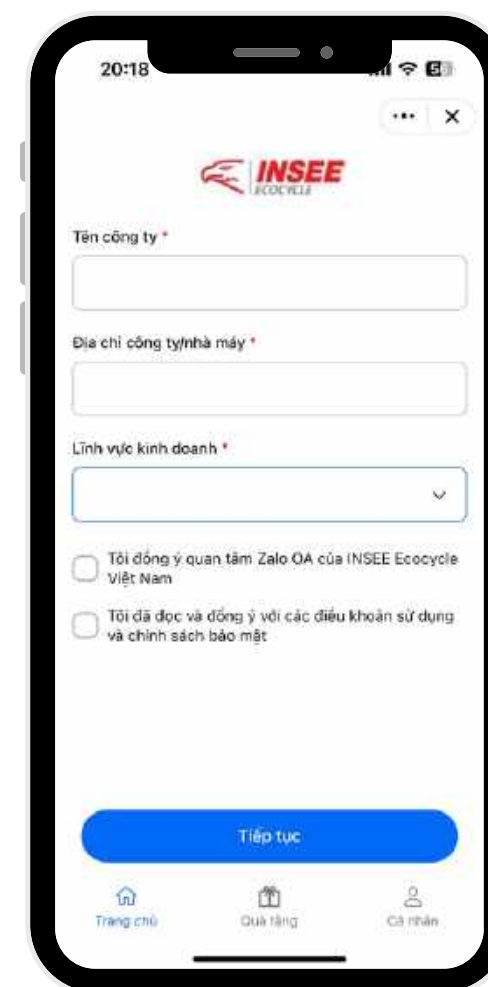 20:18
INSEE
ECOCYCLE
Tên công ty *
Địa chỉ công ty/nhà máy *
Lĩnh vực kinh doanh *
Tôi đồng ý quan tâm Zalo OA của INSEE Ecocycle
Việt Nam
Tôi đã đọc và đồng ý với các điều khoản sử dụng
và chính sách bảo mật
Tiếp tục
Trang chủ
Quà tặng
Cá nhân